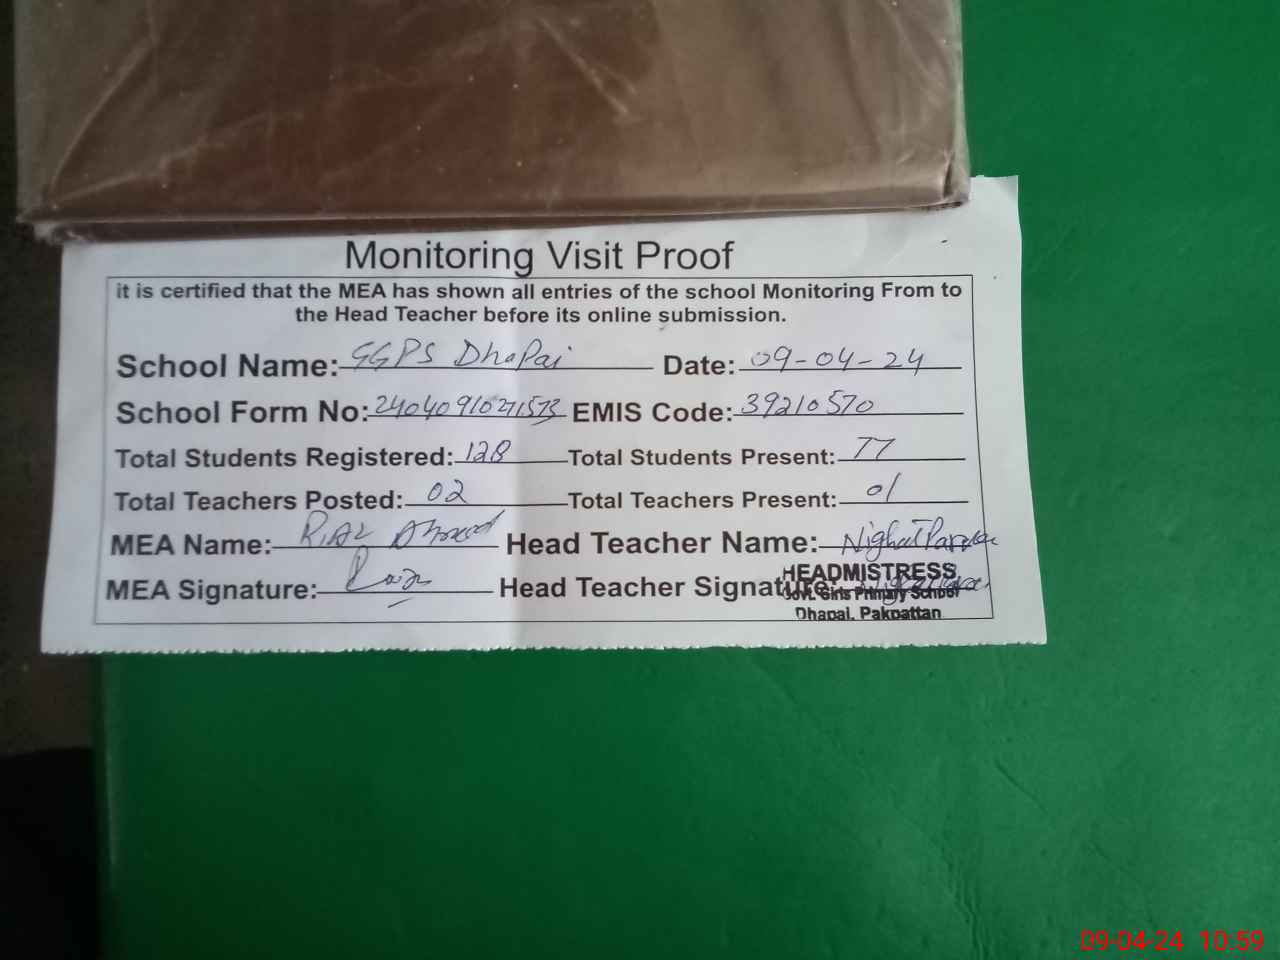 Monitoring Visit Proof
it is certified that the MEA has shown all entries of the school Monitoring From to
the Head Teacher before its online submission.
School Name: GGPS Dhapai Date: 09-04-24
School Form No: 24040910271573 EMIS Code: 39210570
Total Students Registered: 128 Total Students Present: 77
Total Teachers Posted: 02 Total Teachers Present: 01
MEA Name: Riaz Ahmad Head Teacher Name: Nighat
MEA Signature: Head Teacher Signature:
HEADMISTRESS
Govt. Girls Primary School
Dhapai, Pakpattan
09-04-24 10:59